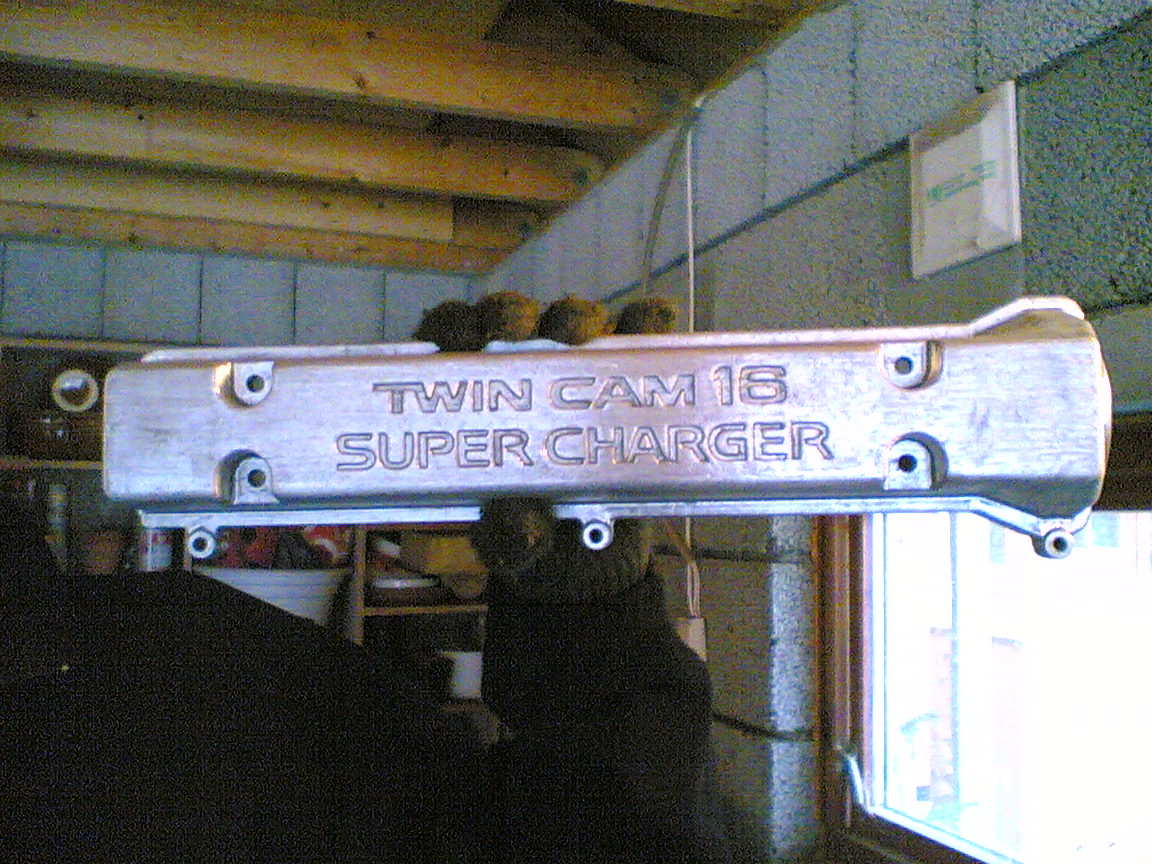 TWIN CAM 16
SUPER CHARGER